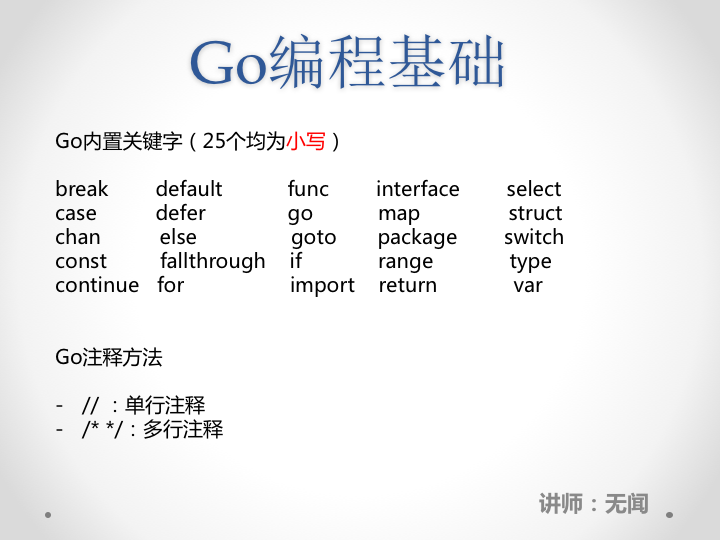 Go编程基础
Go内置关键字（25个均为小写）
break default func interface select
case defer go map struct
chan else goto package switch
const fallthrough if range type
continue for import return var
Go注释方法
- // ：单行注释
- /* */：多行注释
讲师：无闻